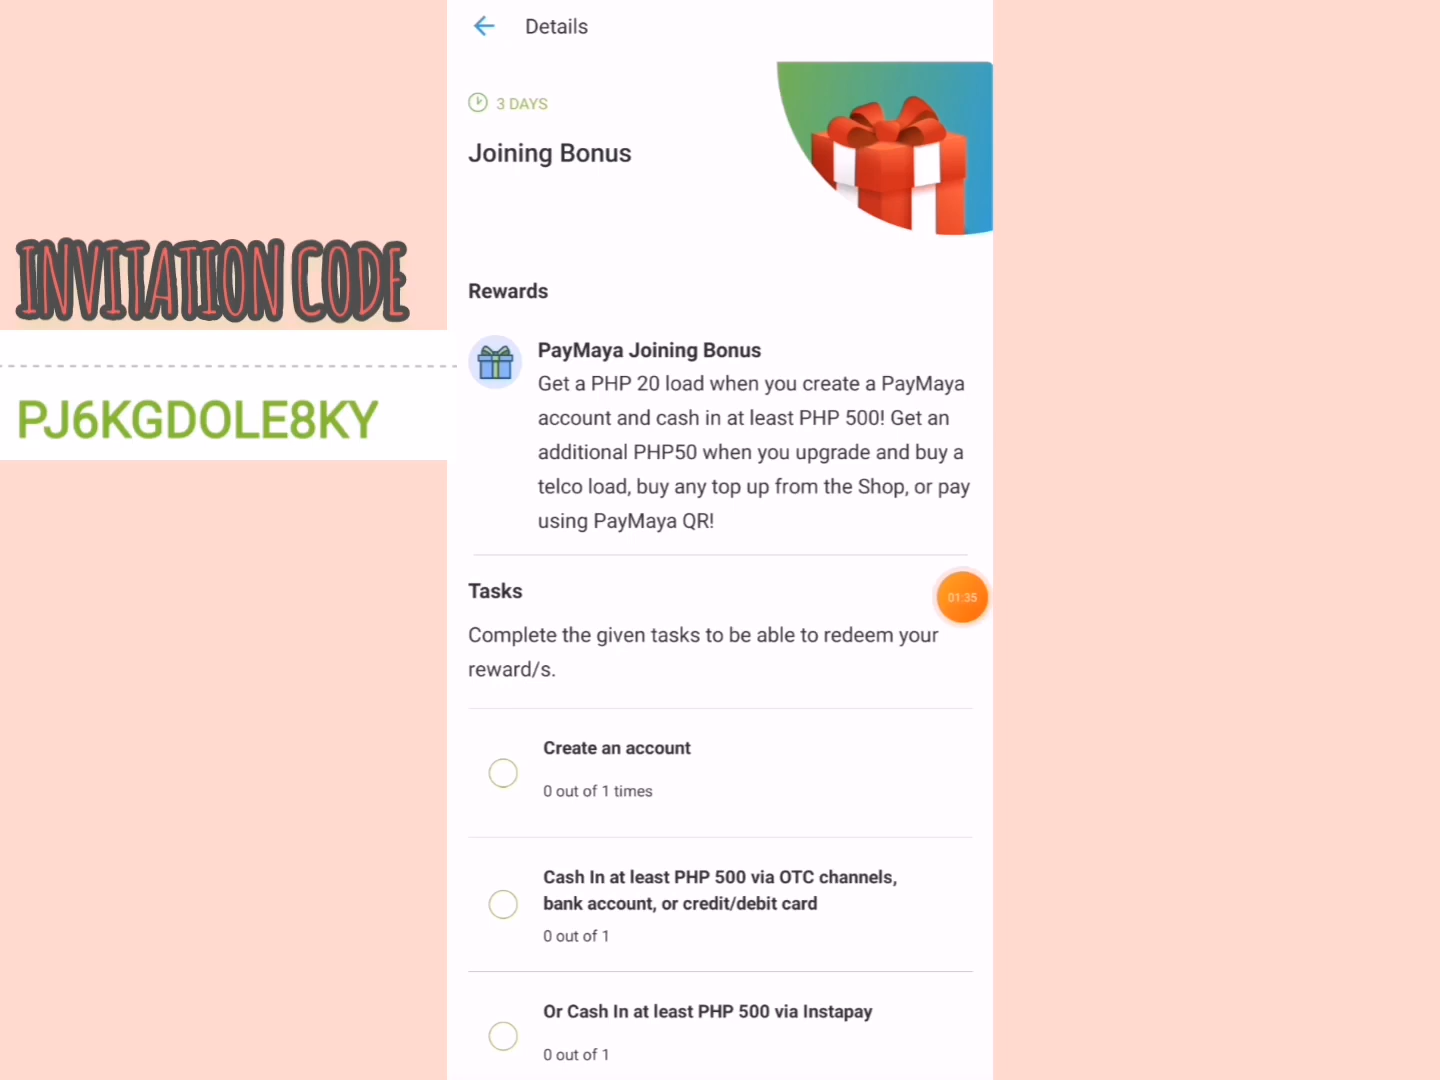 Details
3 DAYS
Joining Bonus
INVITATION CODE
PJ6KGDOLE8KY
Rewards
PayMaya Joining Bonus
Get a PHP 20 load when you create a PayMaya
account and cash in at least PHP 500! Get an
additional PHP50 when you upgrade and buy a
telco load, buy any top up from the Shop, or pay
using PayMaya QR!
Tasks
01:35
Complete the given tasks to be able to redeem your
reward/s.
Create an account
0 out of 1 times
Cash In at least PHP 500 via OTC channels,
bank account, or credit/debit card
0 out of 1
Or Cash In at least PHP 500 via Instapay
0 out of 1